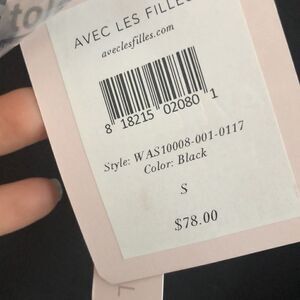 AVEC LES FILLES
aveclesfilles.com
8 18215 02080 1
Style: WAS10008-001-0117
Color: Black
S
$78.00